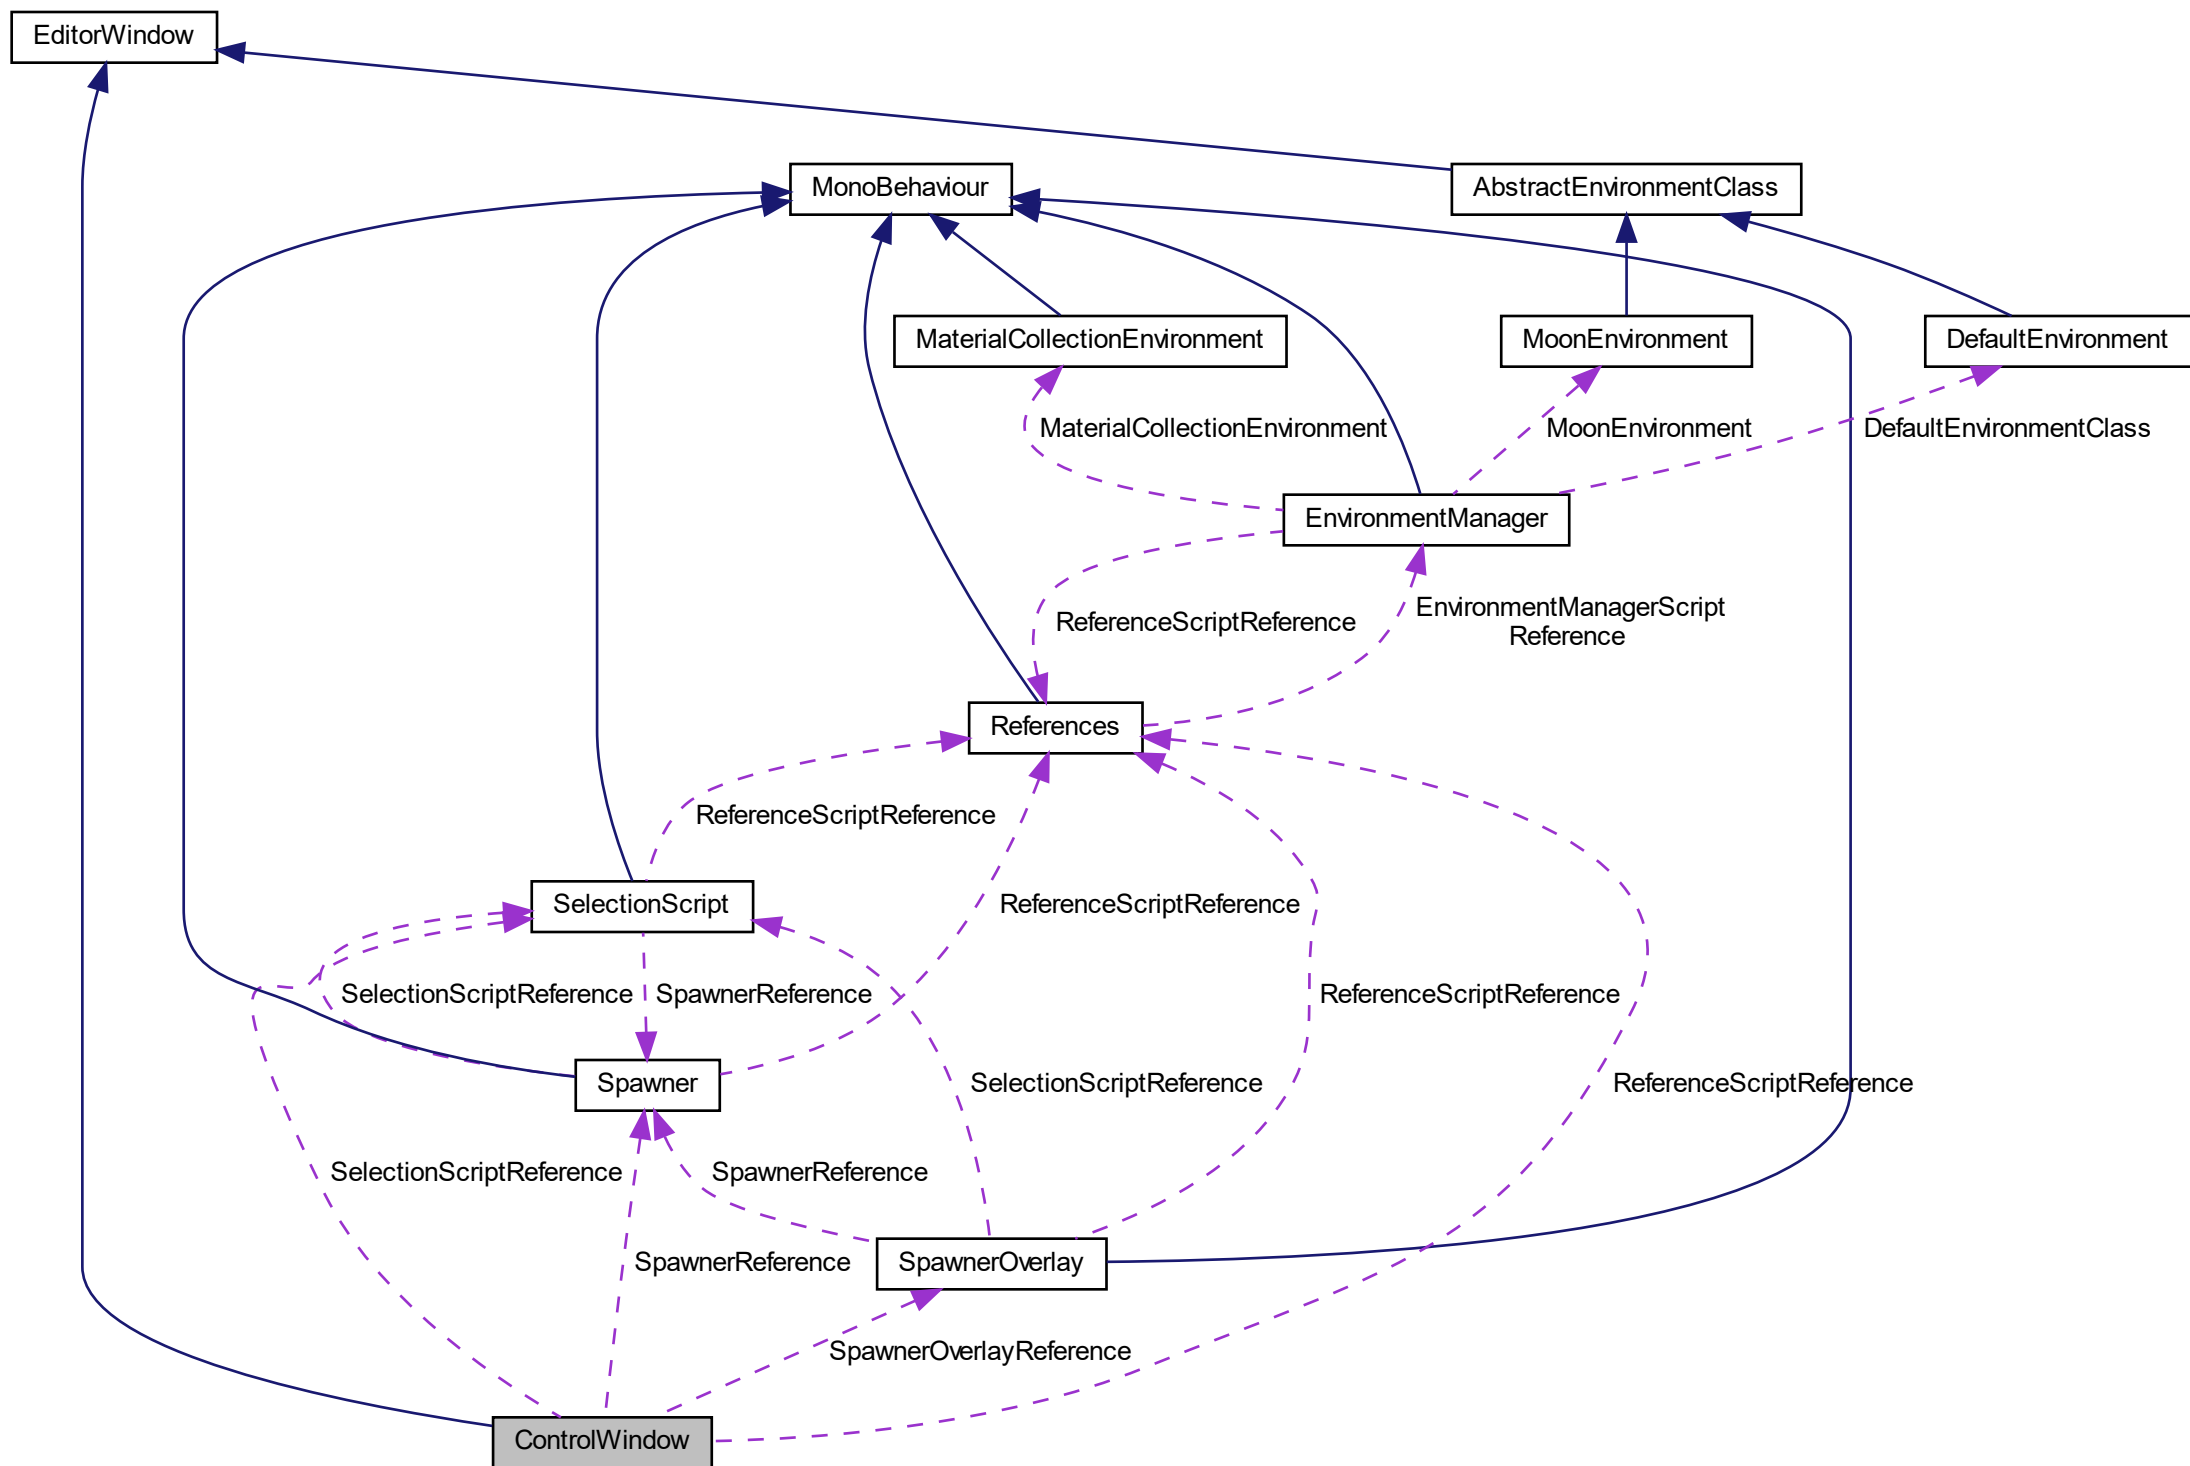 EditorWindow
MonoBehaviour
AbstractEnvironmentClass
MaterialCollectionEnvironment
MoonEnvironment
DefaultEnvironment
MaterialCollectionEnvironment
MoonEnvironment
DefaultEnvironmentClass
EnvironmentManager
ReferenceScriptReference
EnvironmentManagerScript
Reference
References
ReferenceScriptReference
SelectionScript
ReferenceScriptReference
SelectionScriptReference
SpawnerReference
ReferenceScriptReference
Spawner
SelectionScriptReference
ReferenceScriptReference
SelectionScriptReference
SpawnerReference
SpawnerReference
SpawnerOverlay
SpawnerOverlayReference
ControlWindow